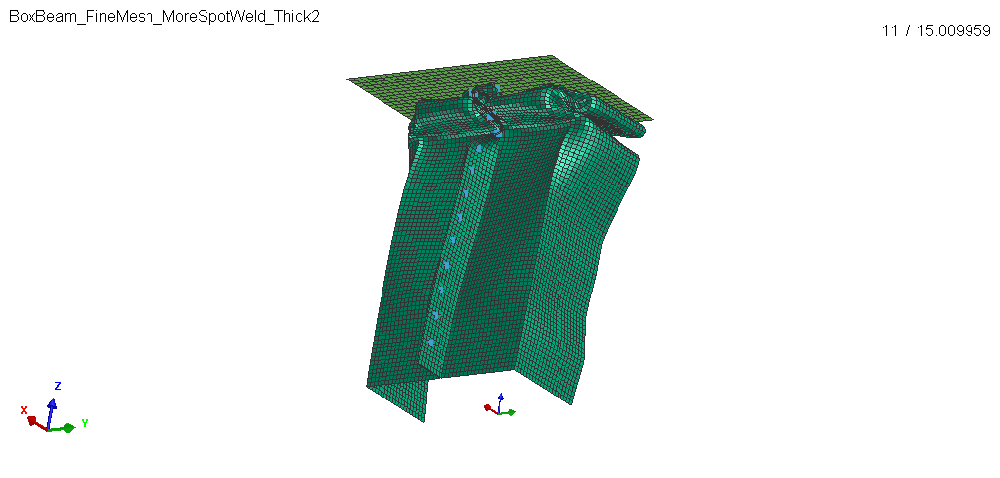 BoxBeam_FineMesh_MoreSpotWeld_Thick2
11 / 15.009959
Z
X
Y